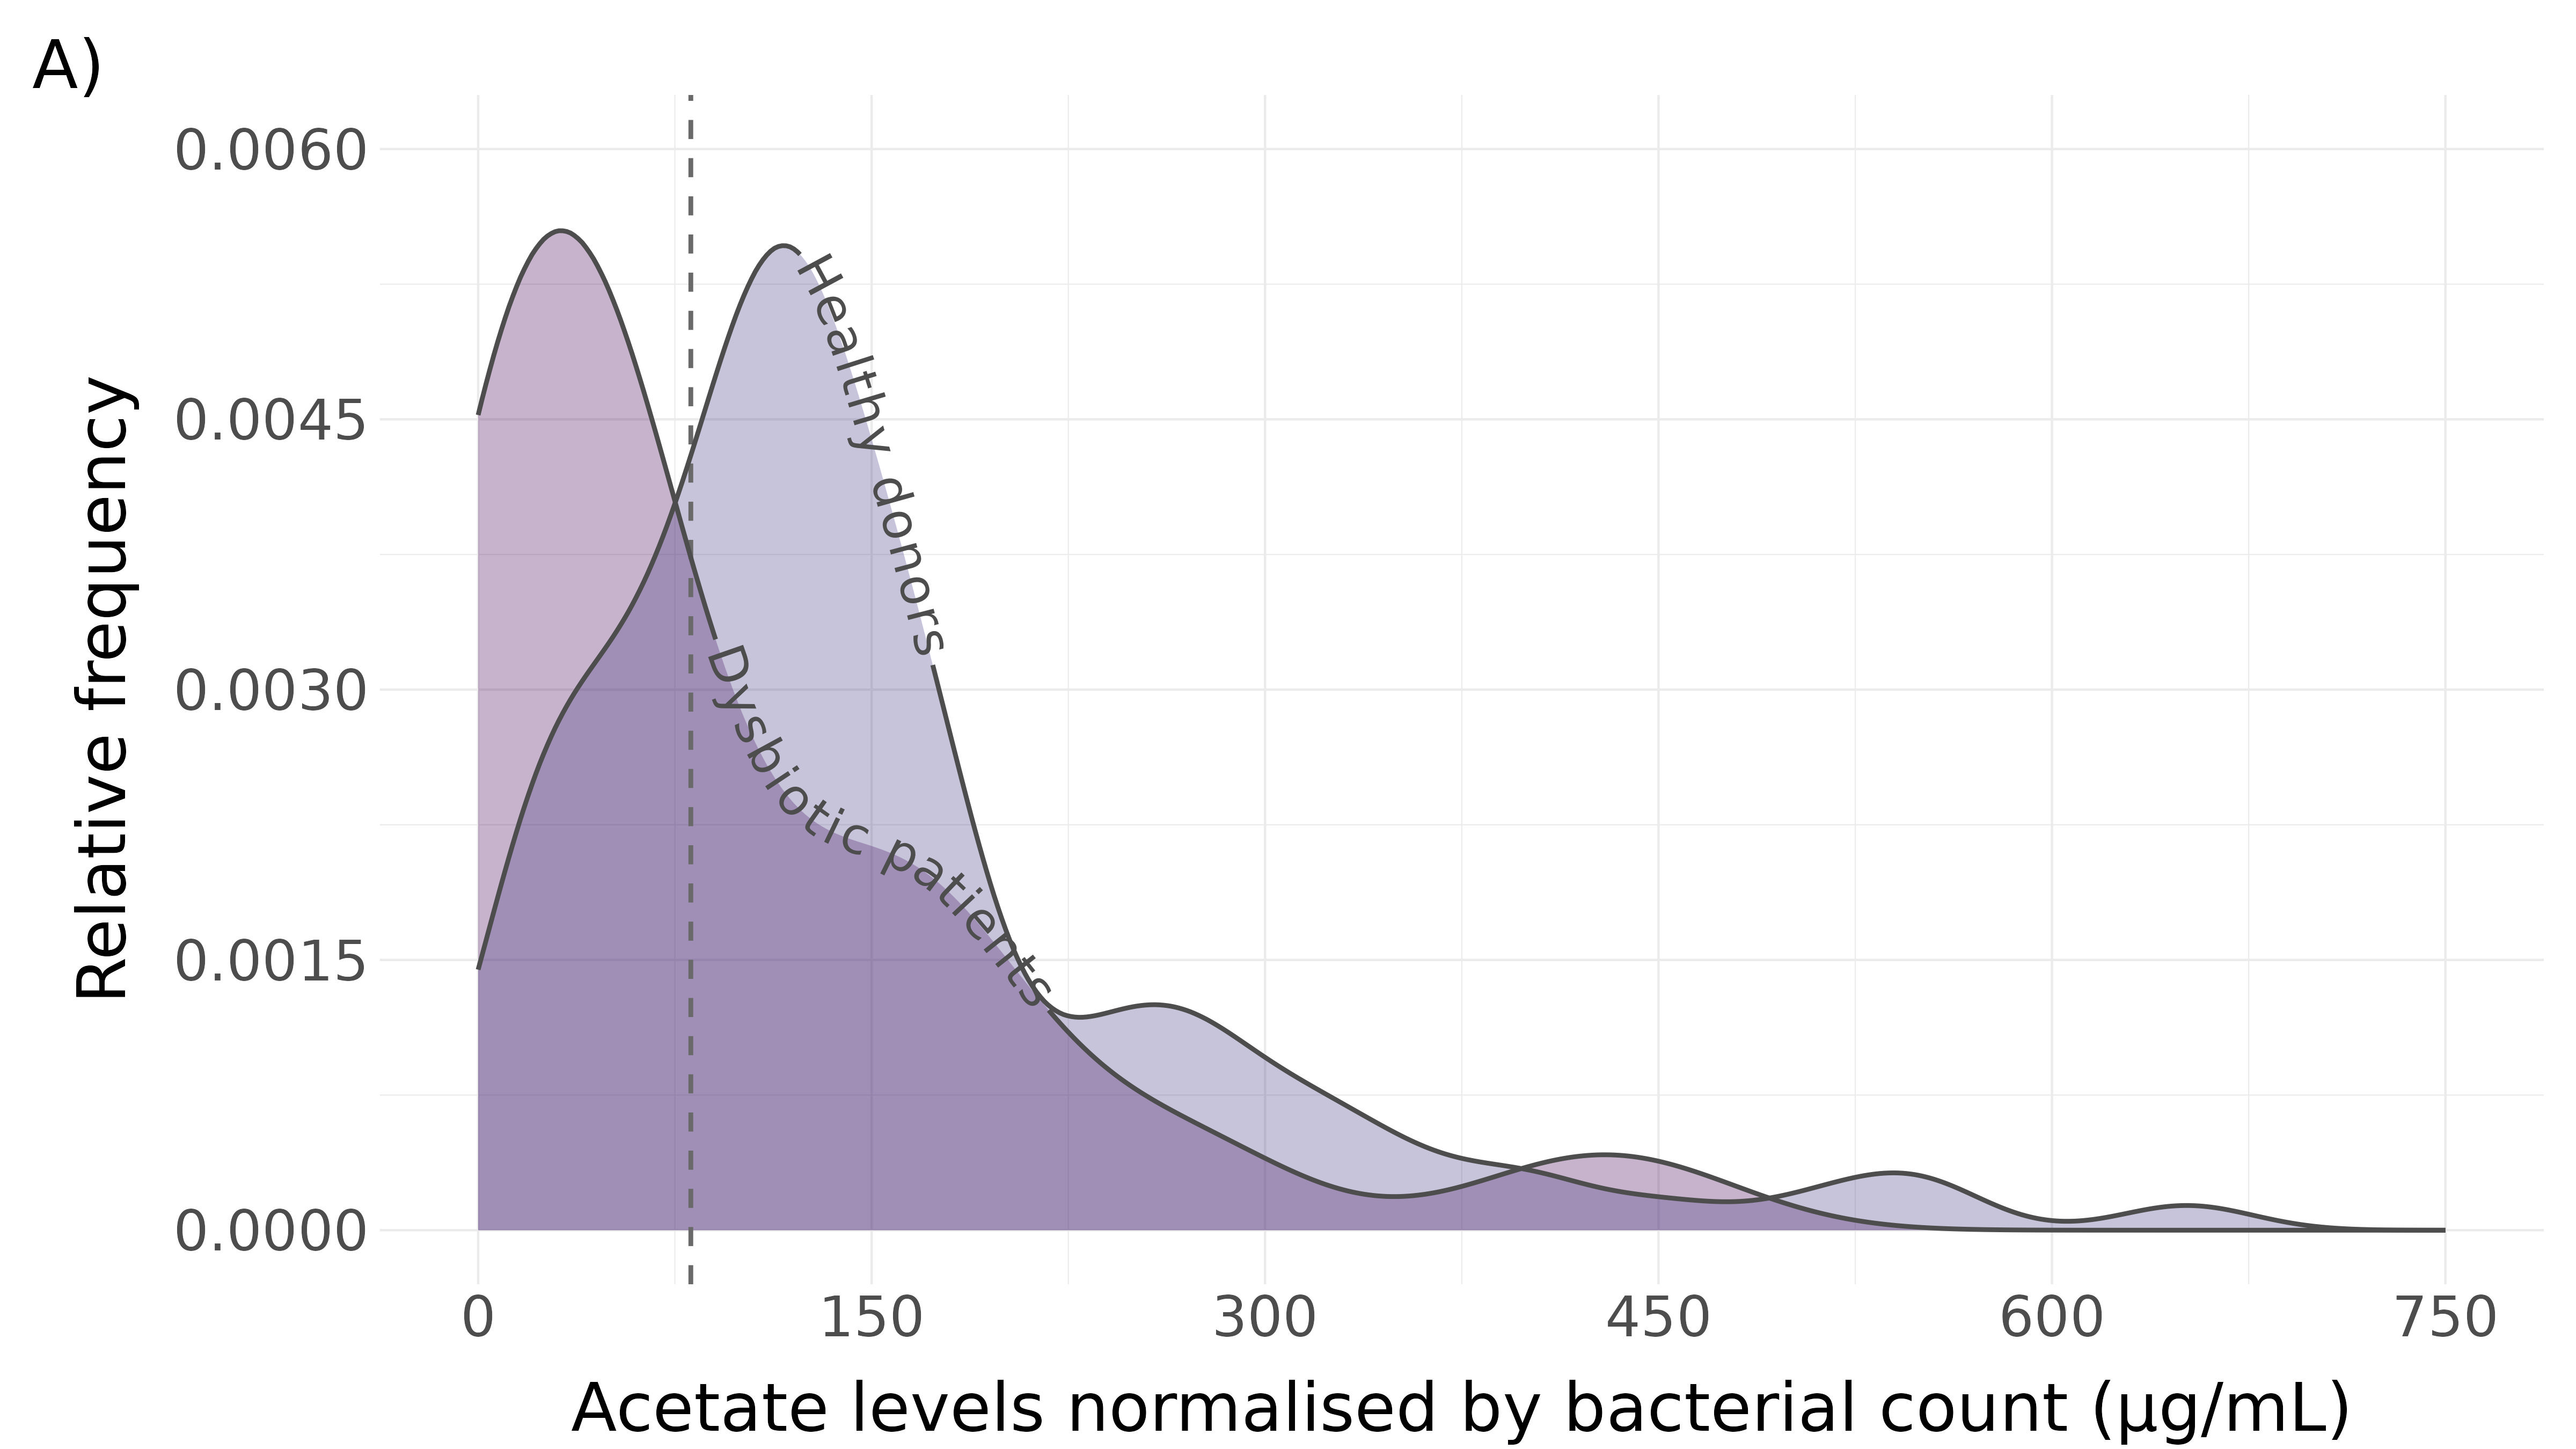 A)
0.0060
0.0045
0.0030
0.0015
0.0000
Relative frequency
Healthy donors
Dysbiotic patients
0 150 300 450 600 750
Acetate levels normalised by bacterial count (µg/mL)